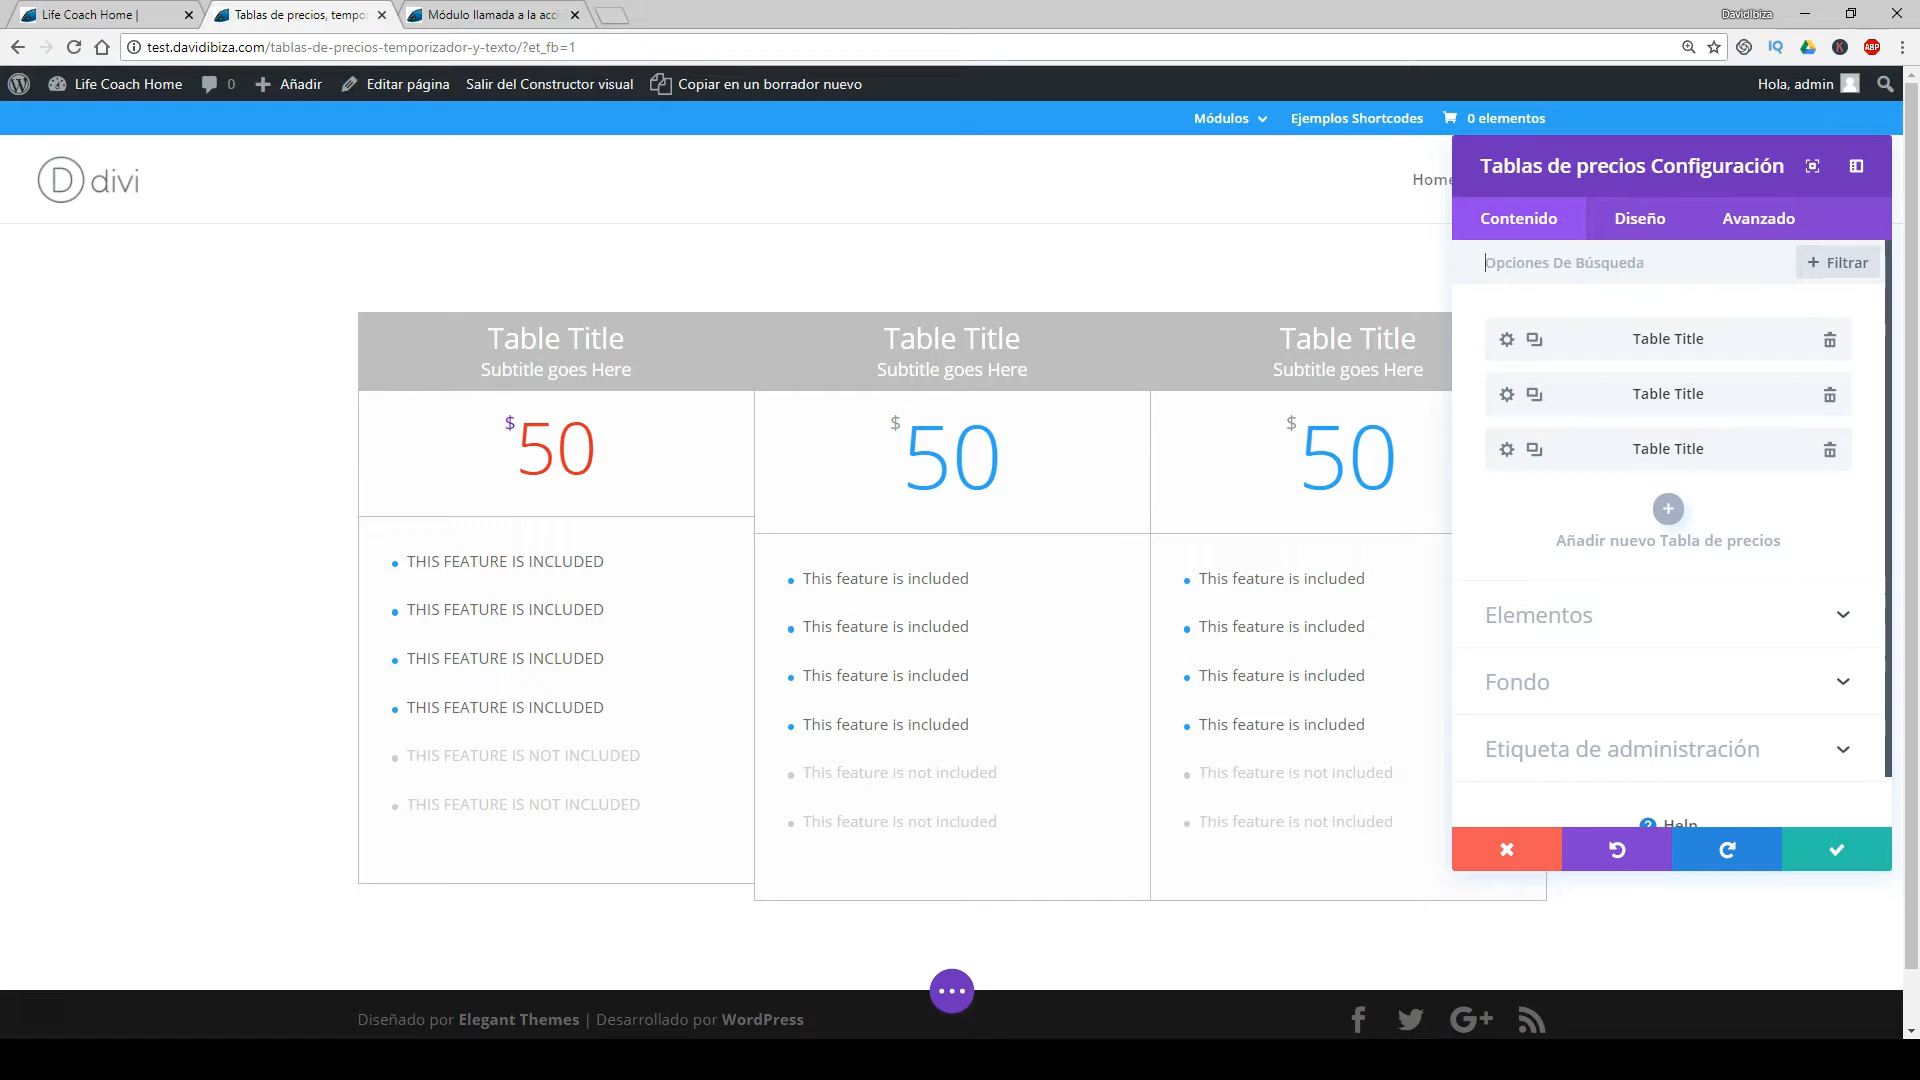 Life Coach Home |
Tablas de precios, tempo
Módulo llamada a la acci
DavidIbiza
test.davidibiza.com/tablas-de-precios-temporizador-y-texto/?et_fb=1
Life Coach Home
0
Añadir
Editar página
Salir del Constructor visual
Copiar en un borrador nuevo
Hola, admin
Módulos
Ejemplos Shortcodes
0 elementos
D divi
Home
Tablas de precios Configuración
Contenido
Diseño
Avanzado
Opciones De Búsqueda
+ Filtrar
Table Title
Table Title
Table Title
Añadir nuevo Tabla de precios
Elementos
Fondo
Etiqueta de administración
Help
Table Title
Subtitle goes Here
$50
THIS FEATURE IS INCLUDED
THIS FEATURE IS INCLUDED
THIS FEATURE IS INCLUDED
THIS FEATURE IS INCLUDED
THIS FEATURE IS NOT INCLUDED
THIS FEATURE IS NOT INCLUDED
Table Title
Subtitle goes Here
$50
This feature is included
This feature is included
This feature is included
This feature is included
This feature is not included
This feature is not included
Table Title
Subtitle goes Here
$50
This feature is included
This feature is included
This feature is included
This feature is included
This feature is not included
This feature is not included
Diseñado por Elegant Themes | Desarrollado por WordPress